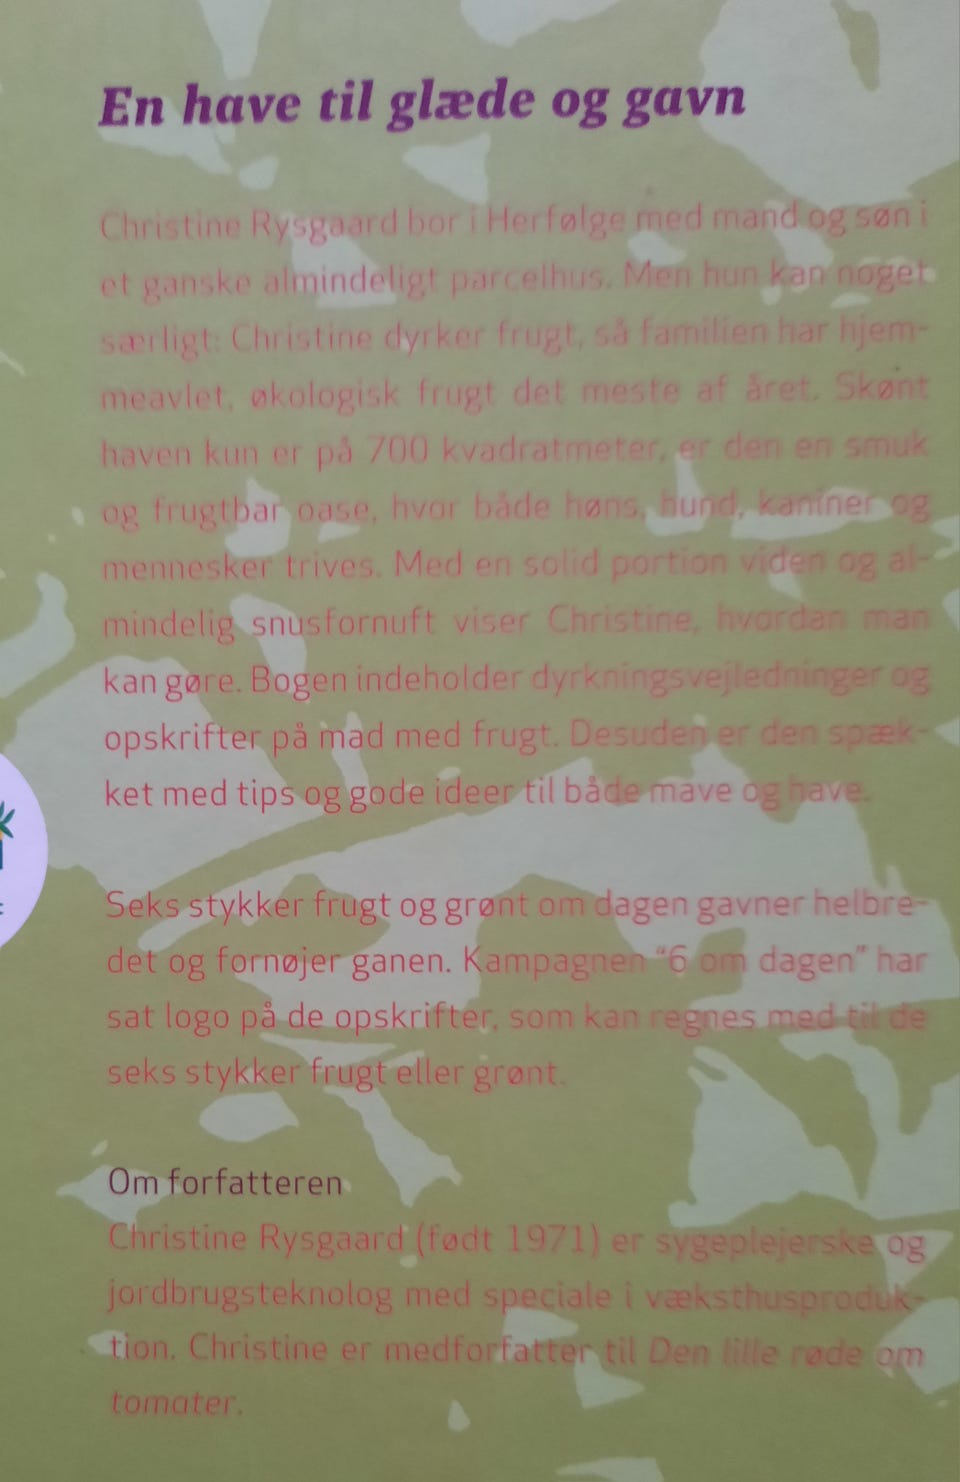 En have til glæde og gavn
Christine Rysgaard bor i Herfølge med mand og søn i
et ganske almindeligt parcelhus. Men hun kan noget
særligt: Christine dyrker frugt, så familien har hjem-
meavlet, økologisk frugt det meste af året. Skønt
haven kun er på 700 kvadratmeter, er den en smuk
og frugtbar oase, hvor både høns, hund, kaniner og
mennesker trives. Med en solid portion viden og al-
mindelig snusfornuft viser Christine, hvordan man
kan gøre. Bogen indeholder dyrkningsvejledninger og
opskrifter på mad med frugt. Desuden er den spæk-
ket med tips og gode ideer til både mave og have.
Seks stykker frugt og grønt om dagen gavner helbre-
det og fornøjer ganen. Kampagnen "6 om dagen" har
sat logo på de opskrifter, som kan regnes med til de
seks stykker frugt eller grønt.
Om forfatteren
Christine Rysgaard (født 1971) er sygeplejerske og
jordbrugsteknolog med speciale i væksthusproduk-
tion. Christine er medforfatter til Den lille røde om
tomater.